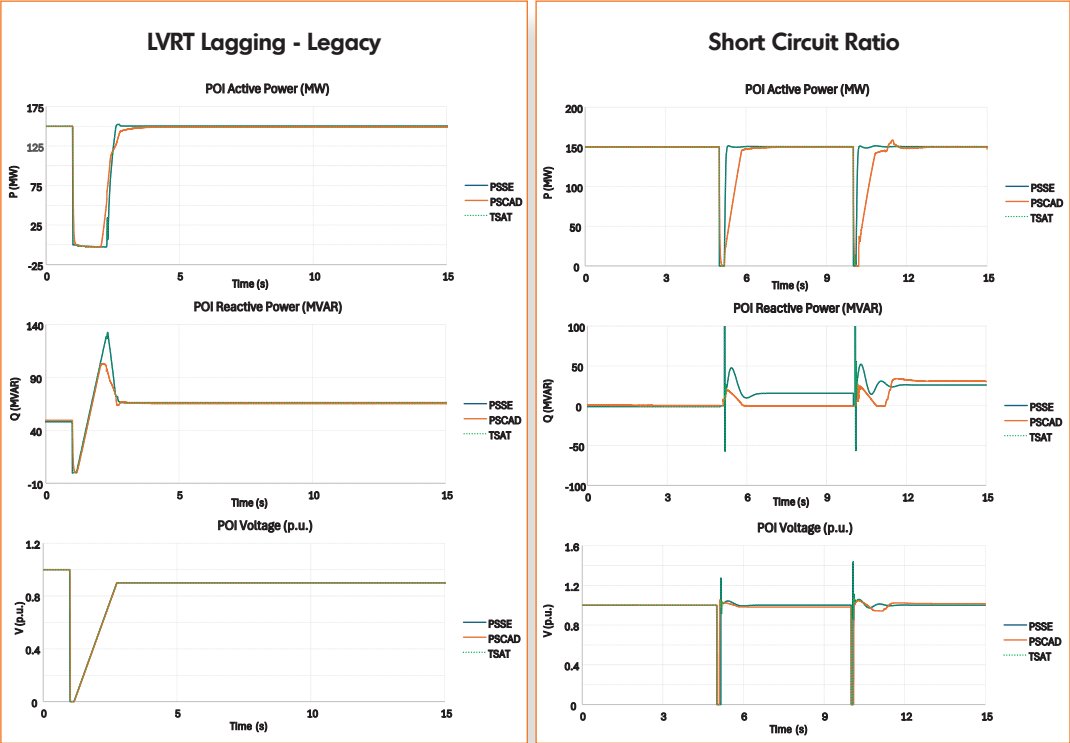 LVRT Lagging - Legacy
POI Active Power (MW)
175
125
75
25
-25
P (MW)
0 5 10 15
Time (s)
PSSE
PSCAD
TSAT
POI Reactive Power (MVAR)
140
90
40
-10
Q (MVAR)
0 5 10 15
Time (s)
PSSE
PSCAD
TSAT
POI Voltage (p.u.)
1.2
0.8
0.4
0
V (p.u.)
0 5 10 15
Time (s)
PSSE
PSCAD
TSAT
Short Circuit Ratio
POI Active Power (MW)
200
150
100
50
0
P (MW)
0 3 6 9 12 15
Time (s)
PSSE
PSCAD
TSAT
POI Reactive Power (MVAR)
100
50
0
-50
-100
Q (MVAR)
0 3 6 9 12 15
Time (s)
PSSE
PSCAD
TSAT
POI Voltage (p.u.)
1.6
1.2
0.8
0.4
0
V (p.u.)
0 3 6 9 12 15
Time (s)
PSSE
PSCAD
TSAT